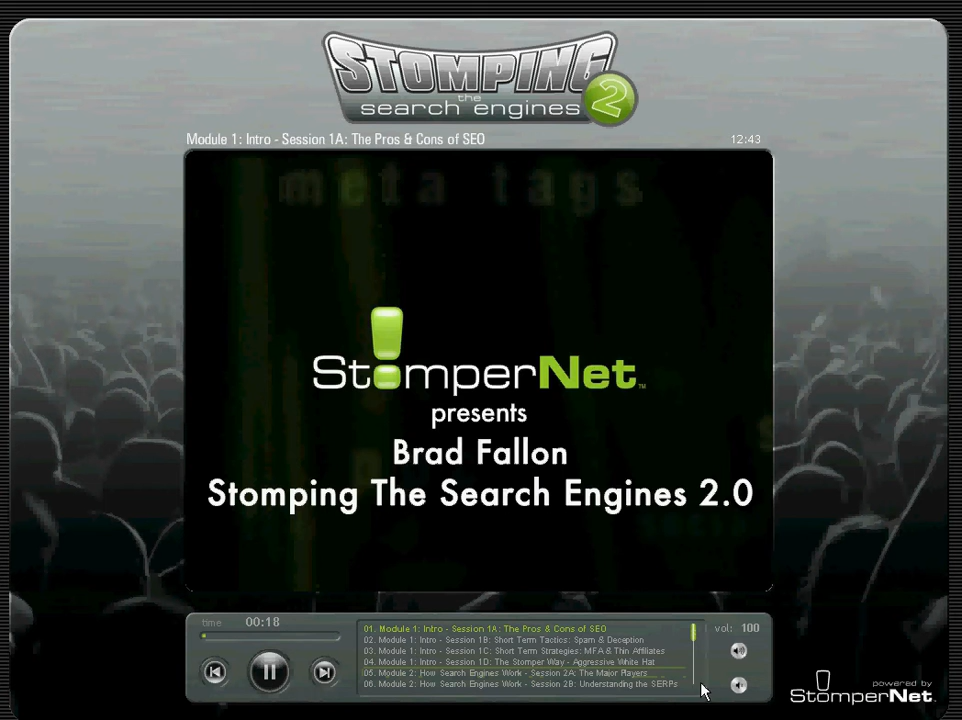 STOMPING
the
search engines 2
Module 1: Intro - Session 1A: The Pros & Cons of SEO
12:43
meta tags
St!mperNet™
presents
Brad Fallon
Stomping The Search Engines 2.0
time 00:18
01. Module 1: Intro - Session 1A: The Pros & Cons of SEO
02. Module 1: Intro - Session 1B: Short Term Tactics: Spam & Deception
03. Module 1: Intro - Session 1C: Short Term Strategies: MFA & Thin Affiliates
04. Module 1: Intro - Session 1D: The Stomper Way - Aggressive White Hat
05. Module 2: How Search Engines Work - Session 2A: The Major Players
06. Module 2: How Search Engines Work - Session 2B: Understanding the SERPs
vol: 100
powered by
St!mperNet